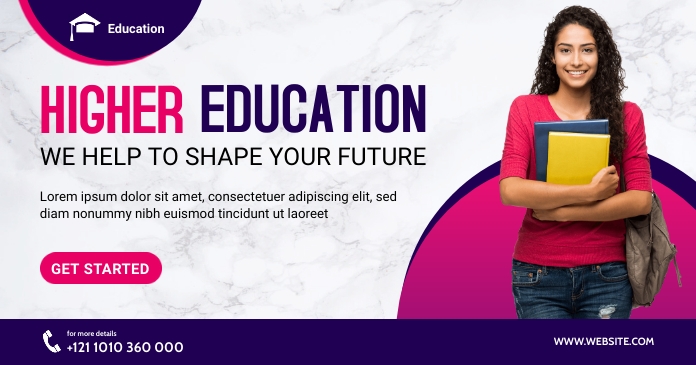 Education
HIGHER EDUCATION
WE HELP TO SHAPE YOUR FUTURE
Lorem ipsum dolor sit amet, consectetuer adipiscing elit, sed
diam nonummy nibh euismod tincidunt ut laoreet
GET STARTED
for more details
+121 1010 360 000
WWW.WEBSITE.COM